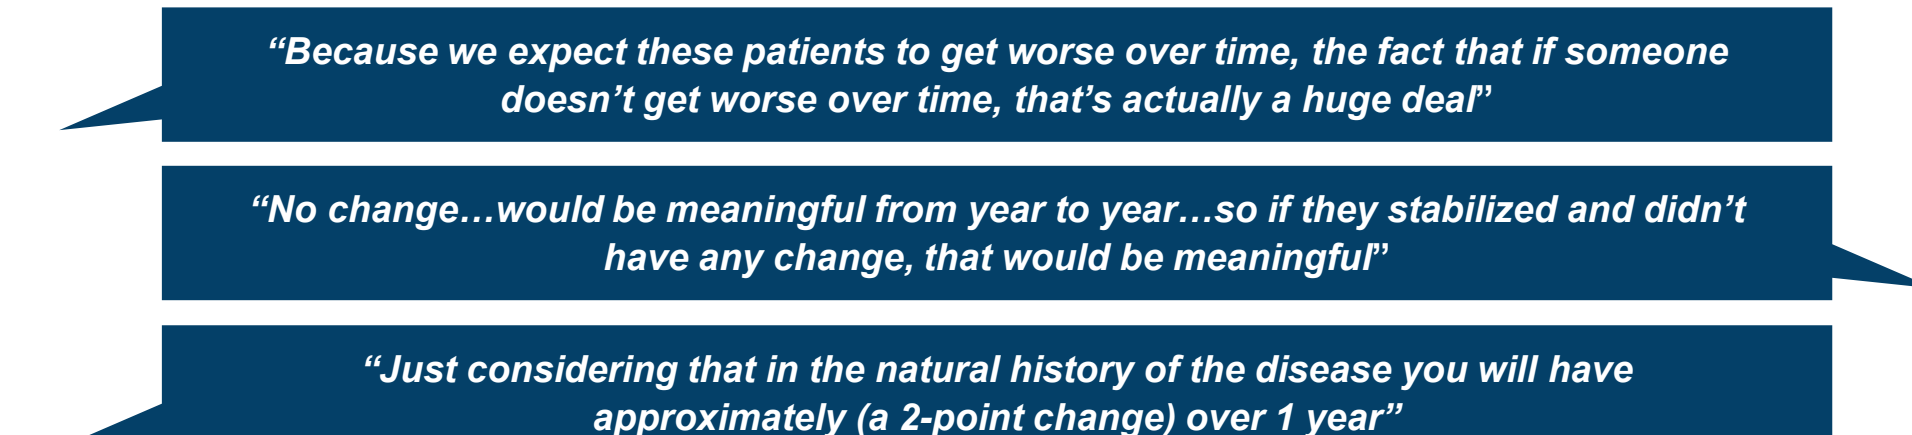 “Because we expect these patients to get worse over time, the fact that if someone
doesn’t get worse over time, that’s actually a huge deal”
“No change…would be meaningful from year to year…so if they stabilized and didn’t
have any change, that would be meaningful”
“Just considering that in the natural history of the disease you will have
approximately (a 2-point change) over 1 year”